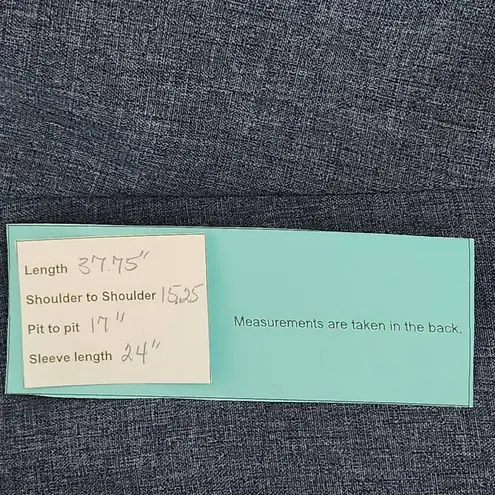 Length 37.75"
Shoulder to Shoulder 15.25
Pit to pit 17"
Sleeve length 24"
Measurements are taken in the back.